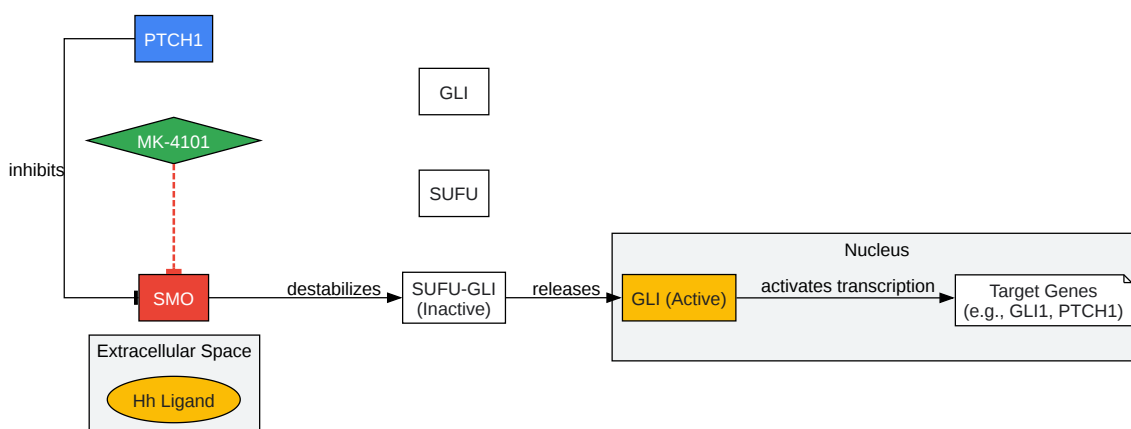 PTCH1
GLI
MK-4101
inhibits
SUFU
Nucleus
SMO
destabilizes
SUFU-GLI
(Inactive)
releases
GLI (Active)
activates transcription
Target Genes
(e.g., GLI1, PTCH1)
Extracellular Space
Hh Ligand